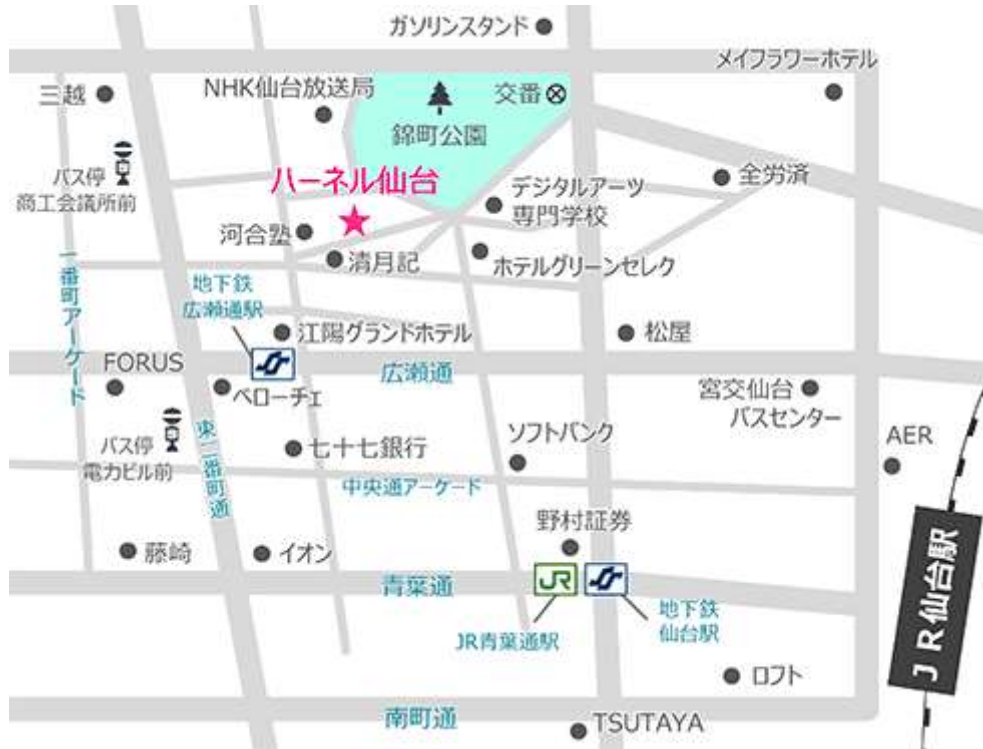 ガソリンスタンド
メイフラワーホテル
三越
NHK仙台放送局
交番
錦町公園
バス停
商工会議所前
ハーネル仙台
デジタルアーツ
専門学校
全労済
河合塾
清月記
ホテルグリーンセレク
一番町アーケード
地下鉄
広瀬通駅
江陽グランドホテル
松屋
FORUS
広瀬通
ベローチェ
宮交仙台
バスセンター
バス停
電力ビル前
東二番町通
七十七銀行
ソフトバンク
AER
中央通アーケード
野村証券
藤崎
イオン
青葉通
JR
JR青葉通駅
地下鉄
仙台駅
JR仙台駅
ロフト
南町通
TSUTAYA